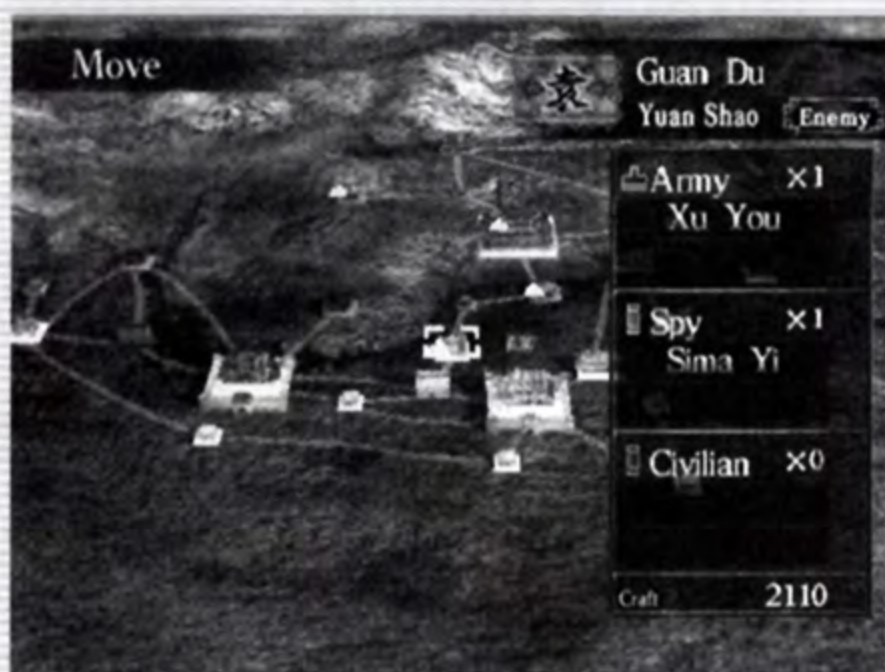 Move
袁
Guan Du
Yuan Shao Enemy
Army ×1
Xu You
Spy ×1
Sima Yi
Civilian ×0
Craft 2110